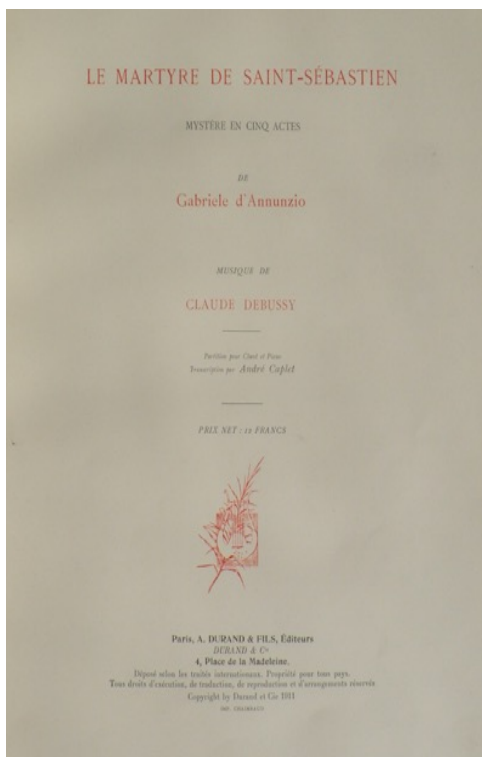 LE MARTYRE DE SAINT-SÉBASTIEN
MYSTÈRE EN CINQ ACTES
DE
Gabriele d'Annunzio
MUSIQUE DE
CLAUDE DEBUSSY
Partition pour Chant et Piano
Transcription par André Caplet
PRIX NET : 12 FRANCS
Paris, A. DURAND & FILS, Éditeurs
DURAND & Cie
4, Place de la Madeleine.
Déposé selon les traités internationaux. Propriété pour tous pays.
Tous droits d'exécution, de traduction, de reproduction et d'arrangements réservés
Copyright by Durand et Cie 1911
IMP. CHAIMBAUD